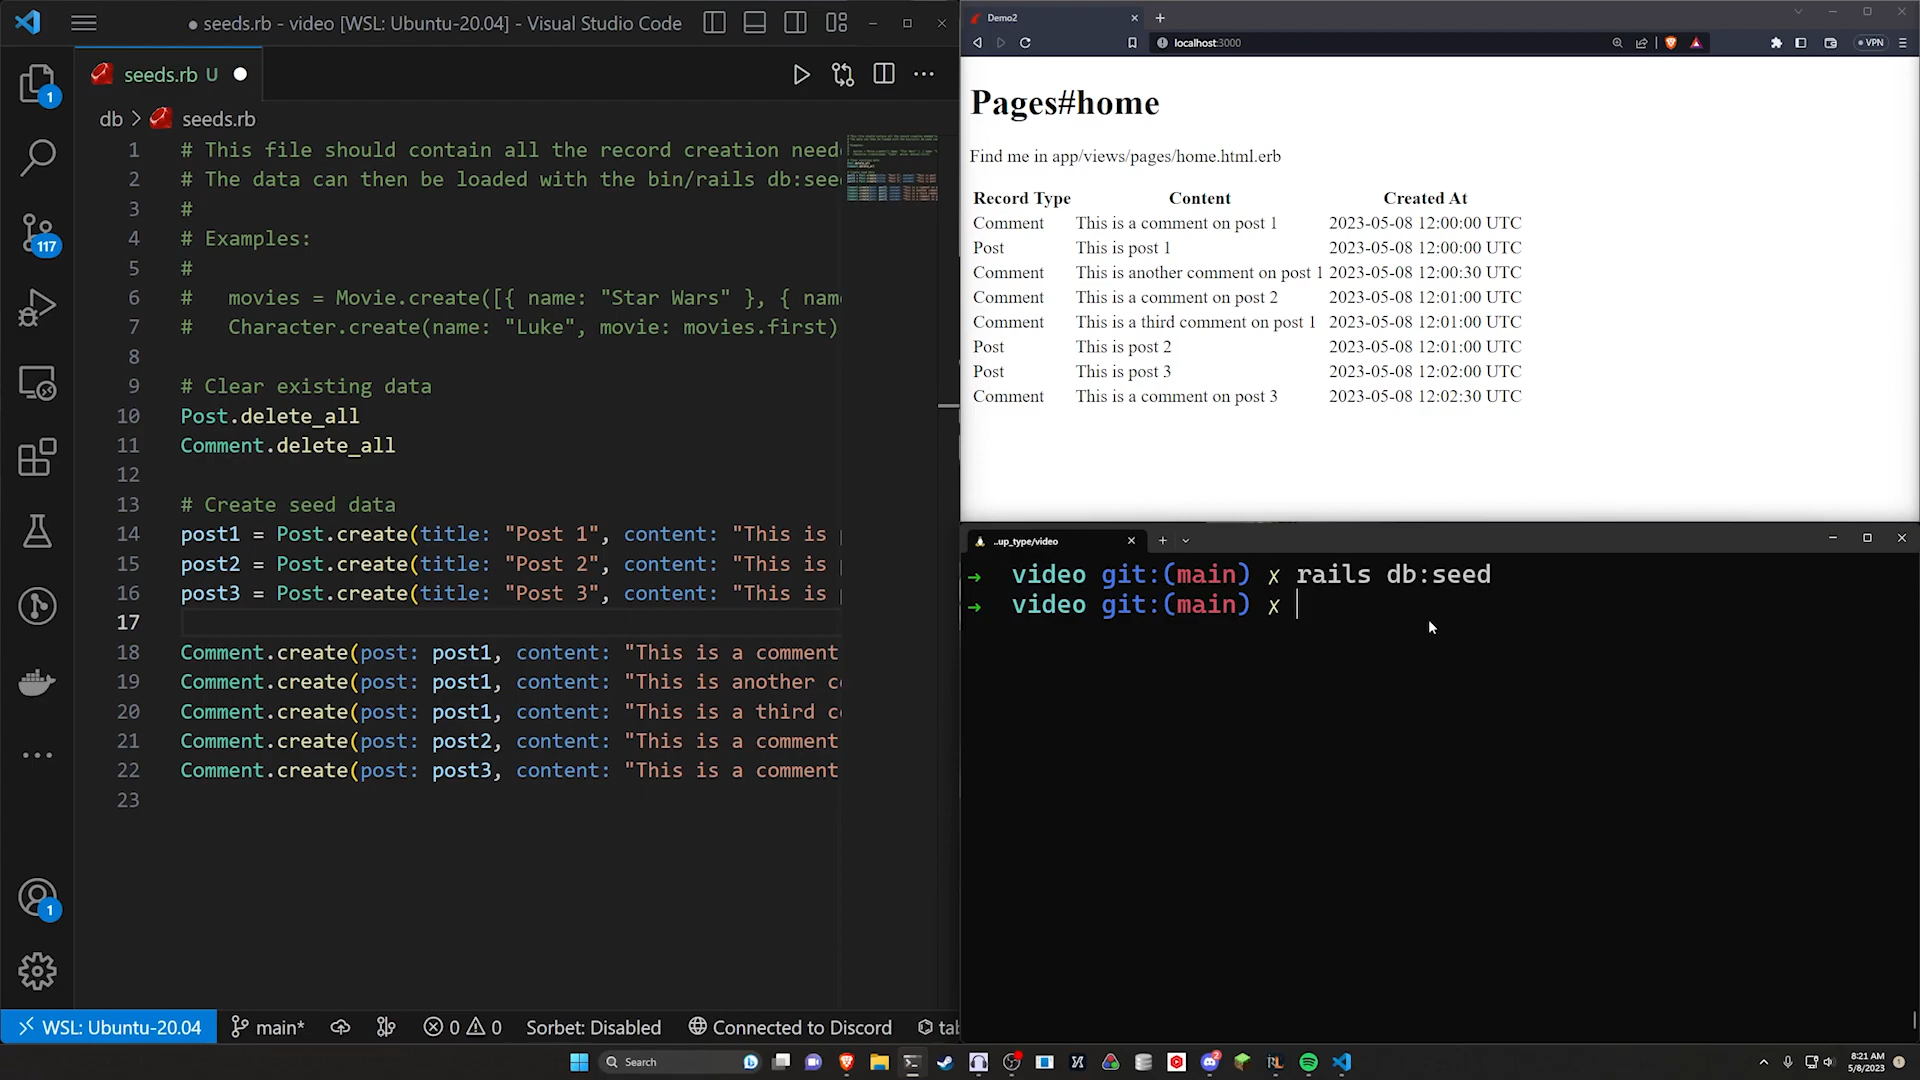 seeds.rb - video [WSL: Ubuntu-20.04] - Visual Studio Code
seeds.rb U
db > seeds.rb
1 # This file should contain all the record creation need
2 # The data can then be loaded with the bin/rails db:see
3 #
4 # Examples:
5 #
6 #   movies = Movie.create([{ name: "Star Wars" }, { nam
7 #   Character.create(name: "Luke", movie: movies.first)
8
9 # Clear existing data
10 Post.delete_all
11 Comment.delete_all
12
13 # Create seed data
14 post1 = Post.create(title: "Post 1", content: "This is
15 post2 = Post.create(title: "Post 2", content: "This is
16 post3 = Post.create(title: "Post 3", content: "This is
17
18 Comment.create(post: post1, content: "This is a comment
19 Comment.create(post: post1, content: "This is another c
20 Comment.create(post: post1, content: "This is a third c
21 Comment.create(post: post2, content: "This is a comment
22 Comment.create(post: post3, content: "This is a comment
23
1
117
1
WSL: Ubuntu-20.04 main* 0 0 Sorbet: Disabled Connected to Discord tab
Demo2
localhost:3000
VPN
Pages#home
Find me in app/views/pages/home.html.erb
Record Type Content Created At
Comment This is a comment on post 1 2023-05-08 12:00:00 UTC
Post This is post 1 2023-05-08 12:00:00 UTC
Comment This is another comment on post 1 2023-05-08 12:00:30 UTC
Comment This is a comment on post 2 2023-05-08 12:01:00 UTC
Comment This is a third comment on post 1 2023-05-08 12:01:00 UTC
Post This is post 2 2023-05-08 12:01:00 UTC
Post This is post 3 2023-05-08 12:02:00 UTC
Comment This is a comment on post 3 2023-05-08 12:02:30 UTC
..up_type/video
→ video git:(main) x rails db:seed
→ video git:(main) x
Search
8:21 AM
5/8/2023